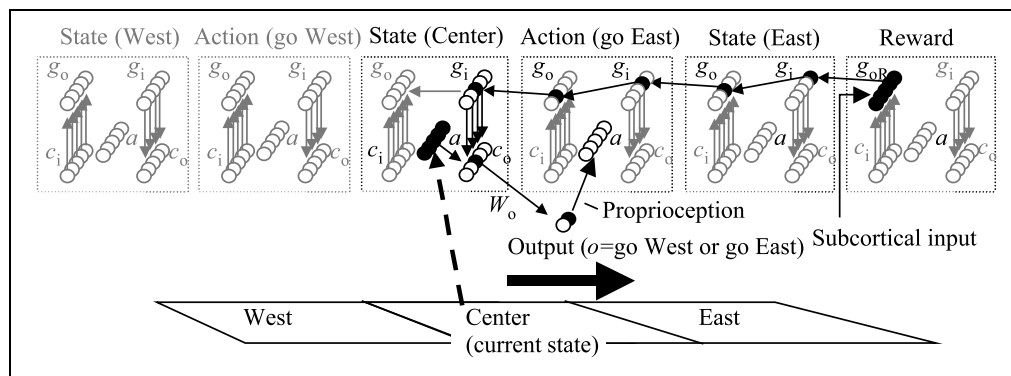 State (West) Action (go West) State (Center) Action (go East) State (East) Reward
g_o g_i g_o g_i g_o g_i g_o g_i g_o g_i g_oR g_i
c_i a c_o c_i a c_o c_i a c_o c_i a c_o c_i a c_o c_i a c_o
W_o
Proprioception
Output (o=go West or go East)
Subcortical input
West Center East
(current state)